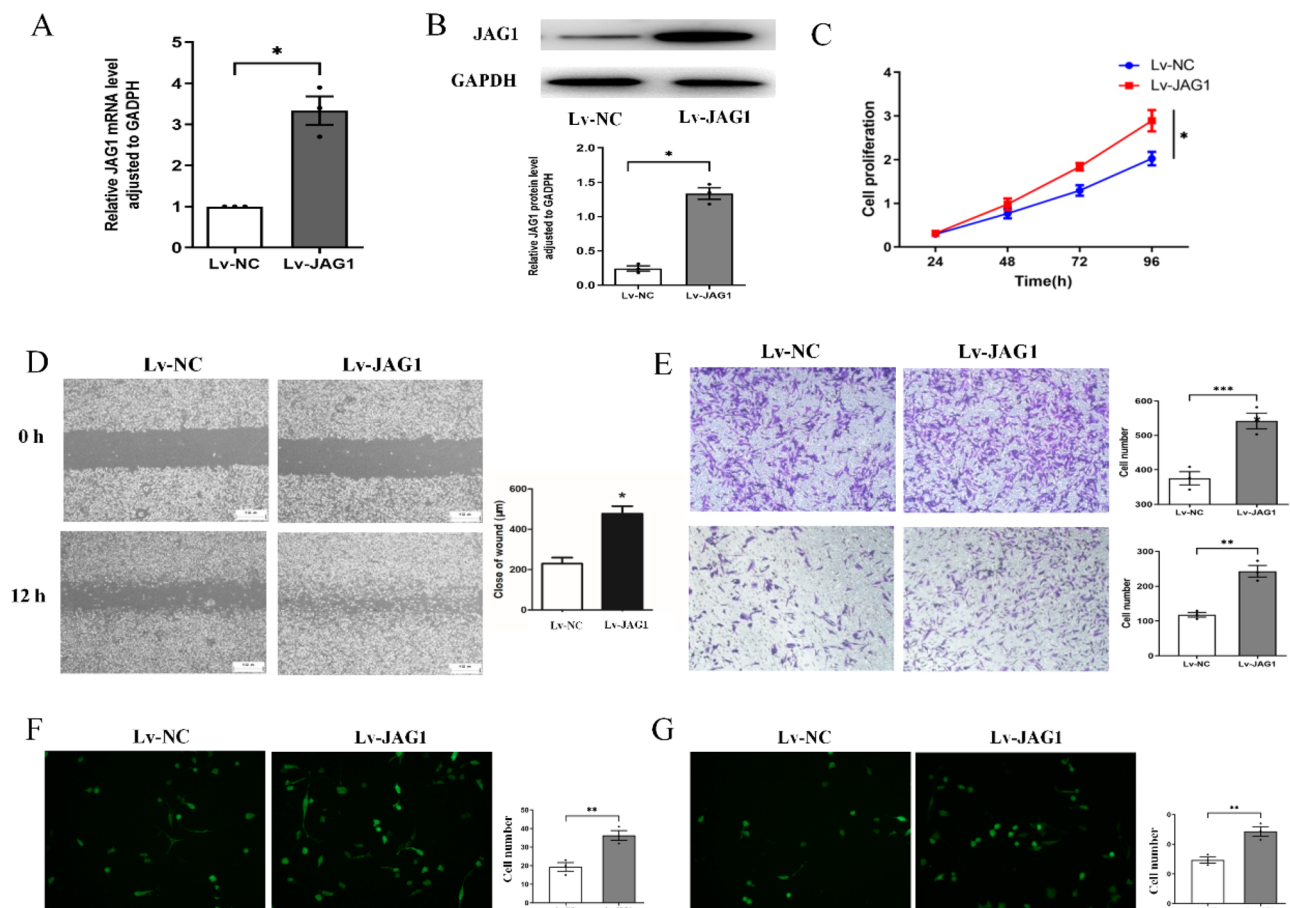 A
Relative JAG1 mRNA level
adjusted to GADPH
5
4
3
2
1
0
*
Lv-NC
Lv-JAG1
B
JAG1
GAPDH
Lv-NC
Lv-JAG1
Relative JAG1 protein level
adjusted to GADPH
2.0
1.5
1.0
0.5
0.0
*
Lv-NC
Lv-JAG1
C
Lv-NC
Lv-JAG1
Cell proliferation
4
3
2
1
0
*
24
48
72
96
Time(h)
D
Lv-NC
Lv-JAG1
0 h
12 h
Close of wound (μm)
600
400
200
0
*
Lv-NC
Lv-JAG1
E
Lv-NC
Lv-JAG1
Cell number
600
500
400
300
***
Lv-NC
Lv-JAG1
Cell number
300
200
100
0
**
Lv-NC
Lv-JAG1
F
Lv-NC
Lv-JAG1
Cell number
50
40
30
20
10
0
**
G
Lv-NC
Lv-JAG1
Cell number
0
0
0
**